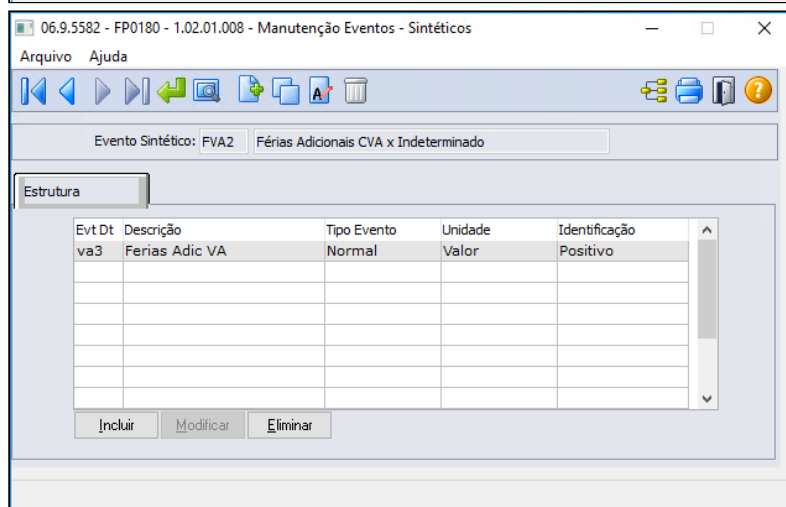 06.9.5582 - FP0180 - 1.02.01.008 - Manutenção Eventos - Sintéticos
Arquivo Ajuda
Evento Sintético: FVA2 Férias Adicionais CVA x Indeterminado
Estrutura
Evt Dt Descrição Tipo Evento Unidade Identificação
va3 Ferias Adic VA Normal Valor Positivo
Incluir Modificar Eliminar